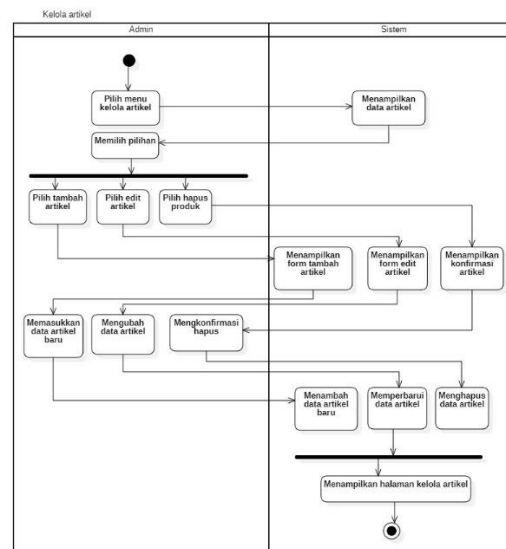 Kelola artikel
Admin
Sistem
Pilih menu
kelola artikel
Menampilkan
data artikel
Memilih pilihan
Pilih tambah
artikel
Pilih edit
artikel
Pilih hapus
produk
Menampilkan
form tambah
artikel
Menampilkan
form edit
artikel
Menampilkan
konfirmasi
artikel
Memasukkan
data artikel
baru
Mengubah
data artikel
Mengkonfirmasi
hapus
Menambah
data artikel
baru
Memperbarui
data artikel
Menghapus
data artikel
Menampilkan halaman kelola artikel